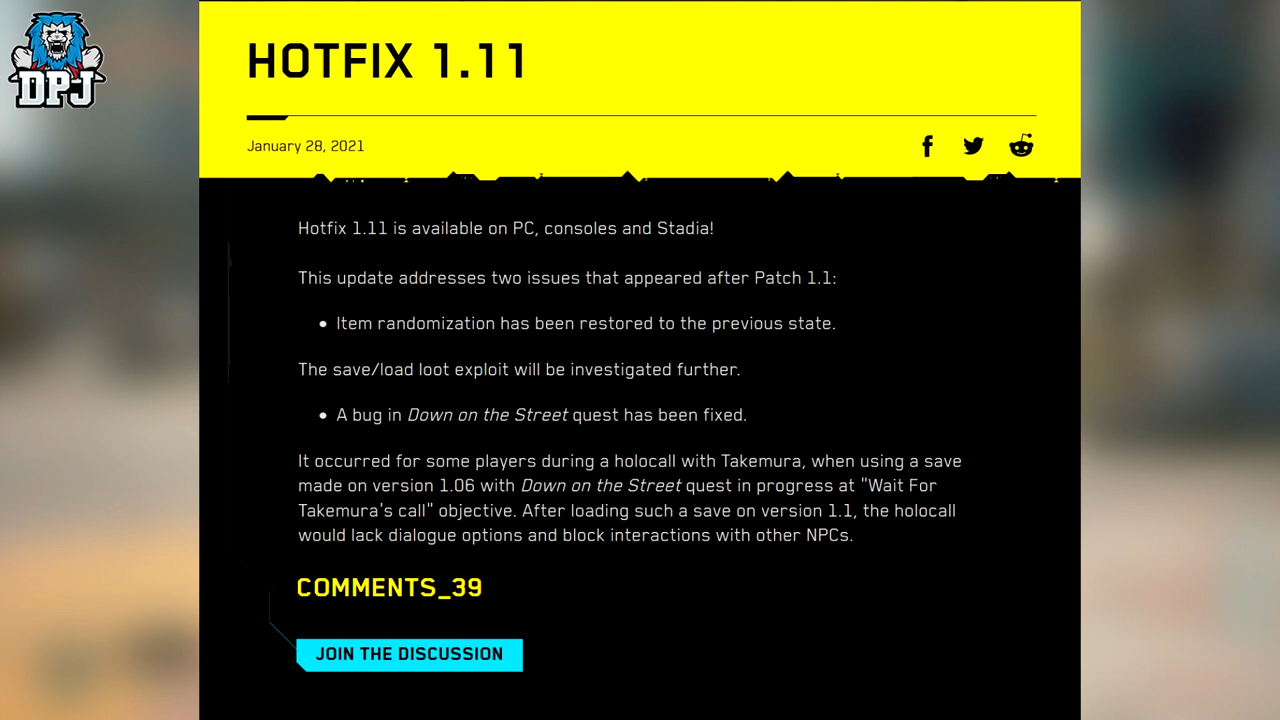 DPJ
HOTFIX 1.11
January 28, 2021
Hotfix 1.11 is available on PC, consoles and Stadia!
This update addresses two issues that appeared after Patch 1.1:
• Item randomization has been restored to the previous state.
The save/load loot exploit will be investigated further.
• A bug in Down on the Street quest has been fixed.
It occurred for some players during a holocall with Takemura, when using a save
made on version 1.06 with Down on the Street quest in progress at "Wait For
Takemura's call" objective. After loading such a save on version 1.1, the holocall
would lack dialogue options and block interactions with other NPCs.
COMMENTS_39
JOIN THE DISCUSSION